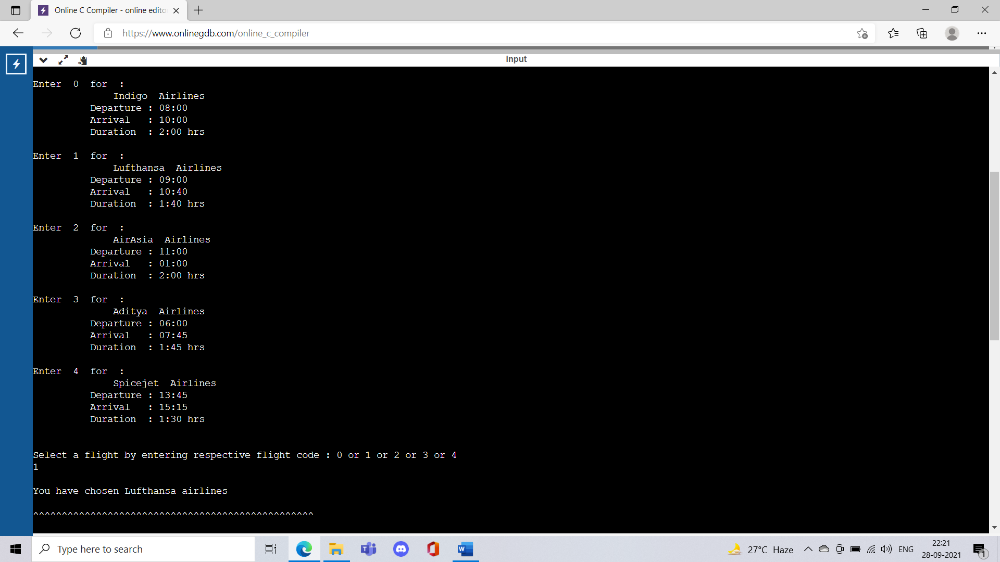 Online C Compiler - online edito
https://www.onlinegdb.com/online_c_compiler
input
Enter  0  for  :
Indigo  Airlines
Departure : 08:00
Arrival   : 10:00
Duration  : 2:00 hrs
Enter  1  for  :
Lufthansa  Airlines
Departure : 09:00
Arrival   : 10:40
Duration  : 1:40 hrs
Enter  2  for  :
AirAsia  Airlines
Departure : 11:00
Arrival   : 01:00
Duration  : 2:00 hrs
Enter  3  for  :
Aditya  Airlines
Departure : 06:00
Arrival   : 07:45
Duration  : 1:45 hrs
Enter  4  for  :
Spicejet  Airlines
Departure : 13:45
Arrival   : 15:15
Duration  : 1:30 hrs
Select a flight by entering respective flight code : 0 or 1 or 2 or 3 or 4
1
You have chosen Lufthansa airlines
^^^^^^^^^^^^^^^^^^^^^^^^^^^^^^^^^^^^^^^^^^^^^^^^^
Type here to search
27°C Haze
ENG
22:21
28-09-2021
1